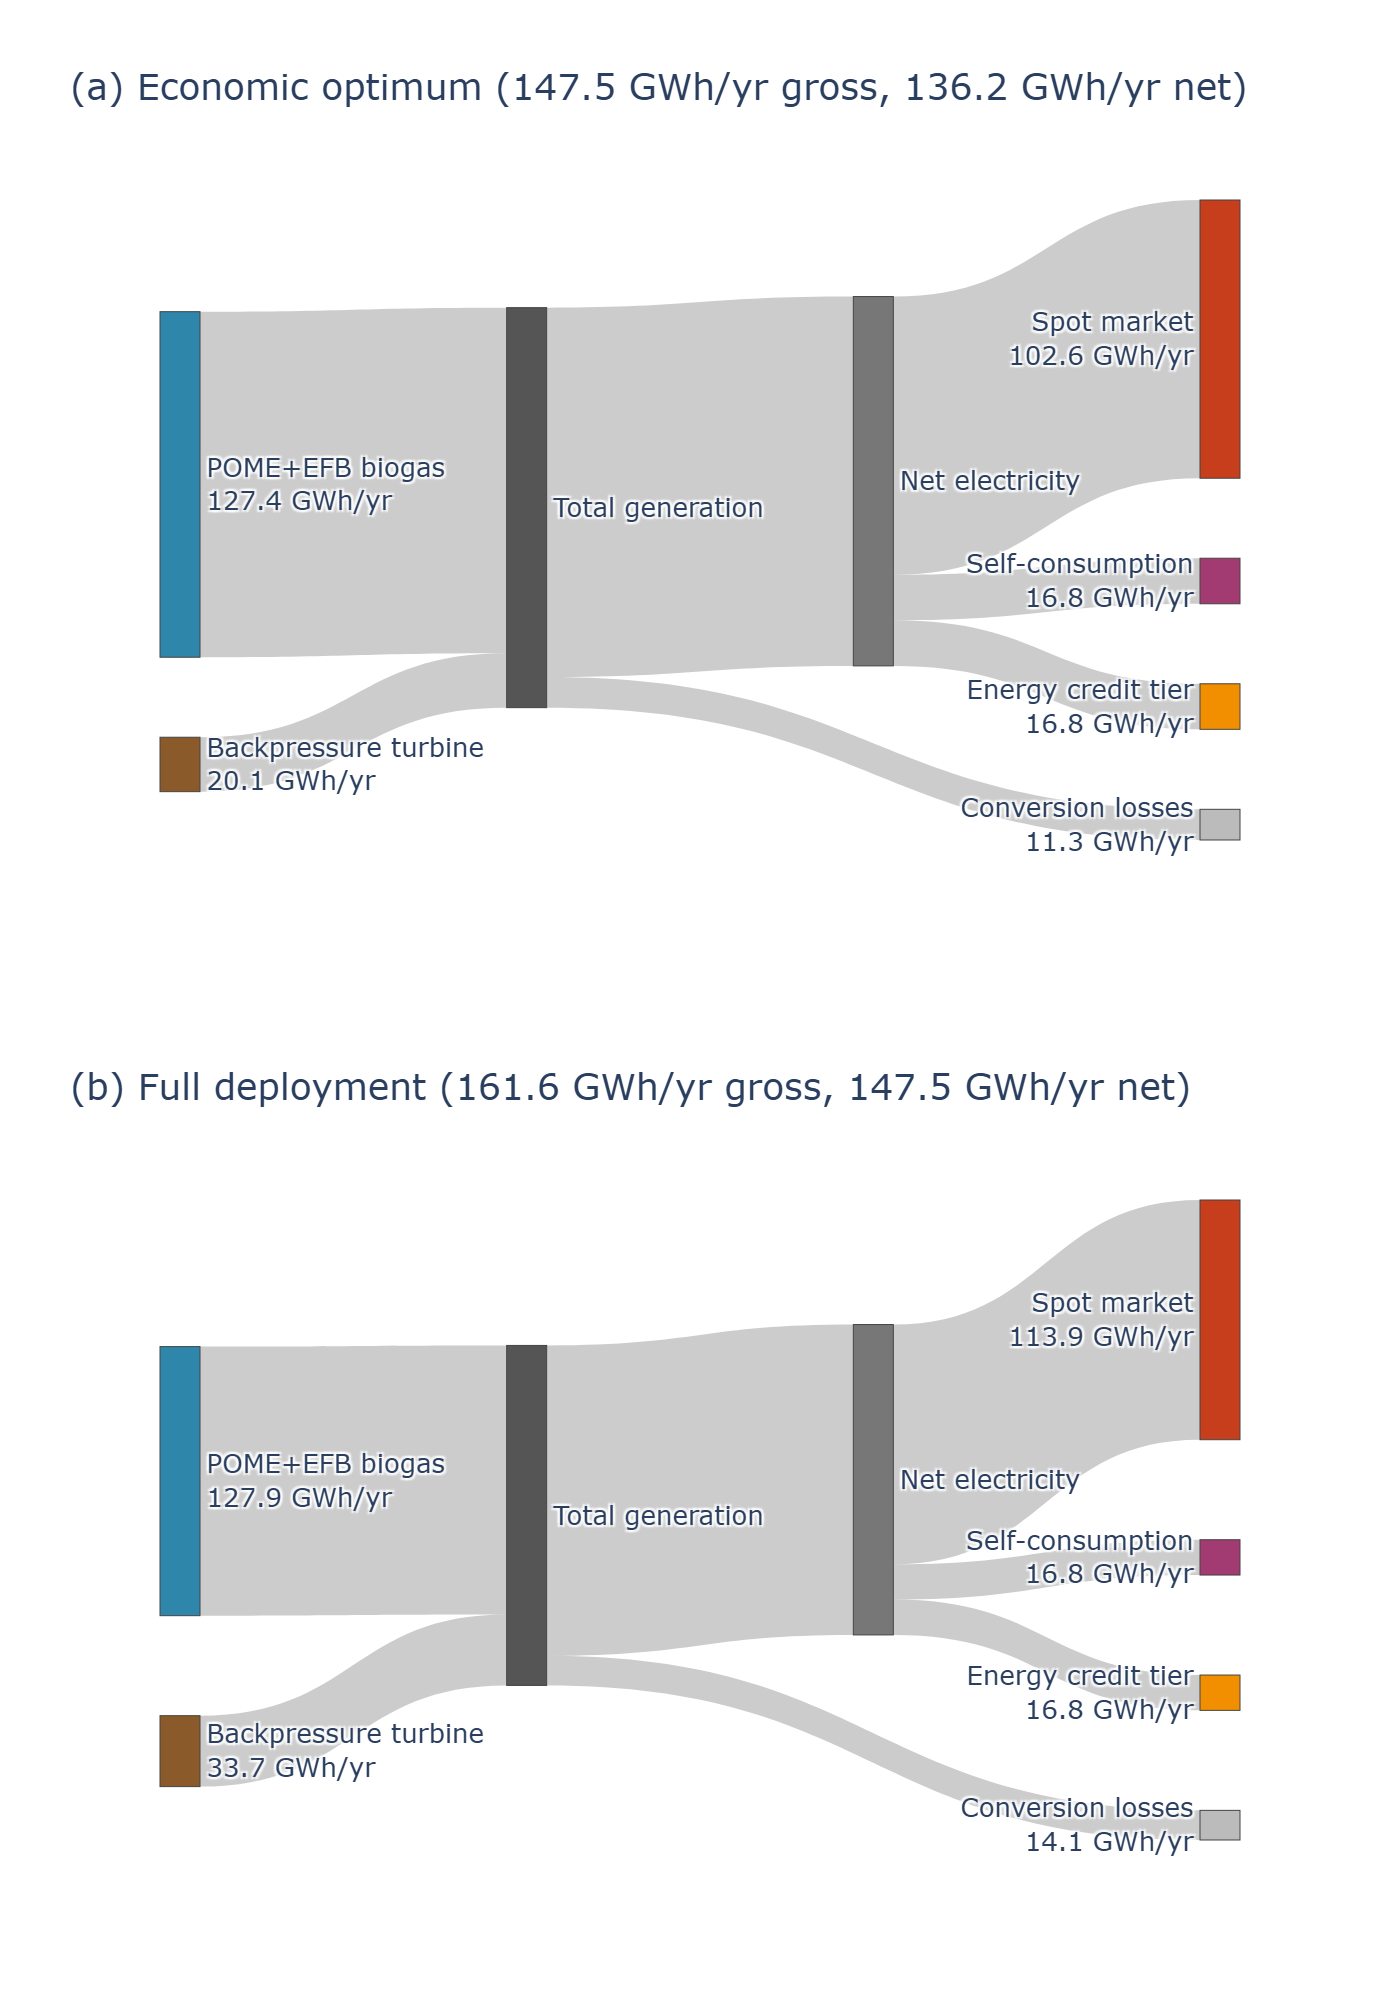 (a) Economic optimum (147.5 GWh/yr gross, 136.2 GWh/yr net)
Spot market
102.6 GWh/yr
POME+EFB biogas
127.4 GWh/yr
Total generation
Net electricity
Self-consumption
16.8 GWh/yr
Energy credit tier
16.8 GWh/yr
Backpressure turbine
20.1 GWh/yr
Conversion losses
11.3 GWh/yr
(b) Full deployment (161.6 GWh/yr gross, 147.5 GWh/yr net)
Spot market
113.9 GWh/yr
POME+EFB biogas
127.9 GWh/yr
Total generation
Net electricity
Self-consumption
16.8 GWh/yr
Energy credit tier
16.8 GWh/yr
Backpressure turbine
33.7 GWh/yr
Conversion losses
14.1 GWh/yr